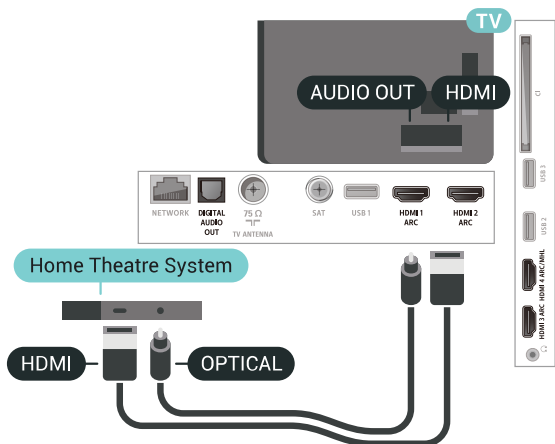 TV
AUDIO OUT
HDMI
CI
USB 3
USB 2
HDMI 4 ARC/MHL
HDMI 3 ARC
NETWORK
DIGITAL
AUDIO
OUT
75 Ω
TV ANTENNA
SAT
USB 1
HDMI 1
ARC
HDMI 2
ARC
Home Theatre System
HDMI
OPTICAL